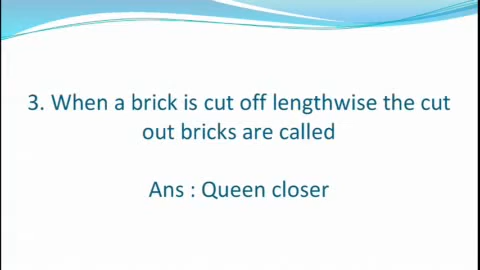 3. When a brick is cut off lengthwise the cut
out bricks are called
Ans : Queen closer